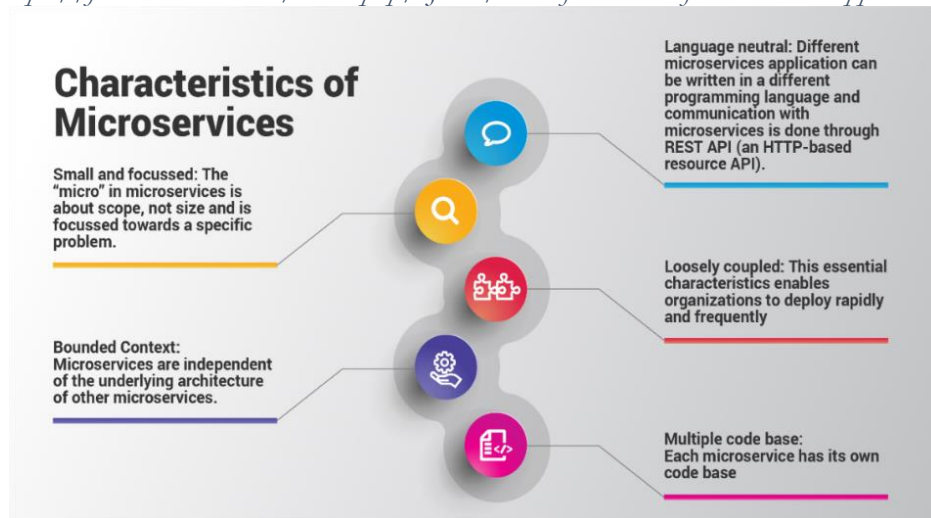 Characteristics of
Microservices
Small and focussed: The
“micro” in microservices is
about scope, not size and is
focussed towards a specific
problem.
Bounded Context:
Microservices are independent
of the underlying architecture
of other microservices.
Language neutral: Different
microservices application can
be written in a different
programming language and
communication with
microservices is done through
REST API (an HTTP-based
resource API).
Loosely coupled: This essential
characteristics enables
organizations to deploy rapidly
and frequently
Multiple code base:
Each microservice has its own
code base